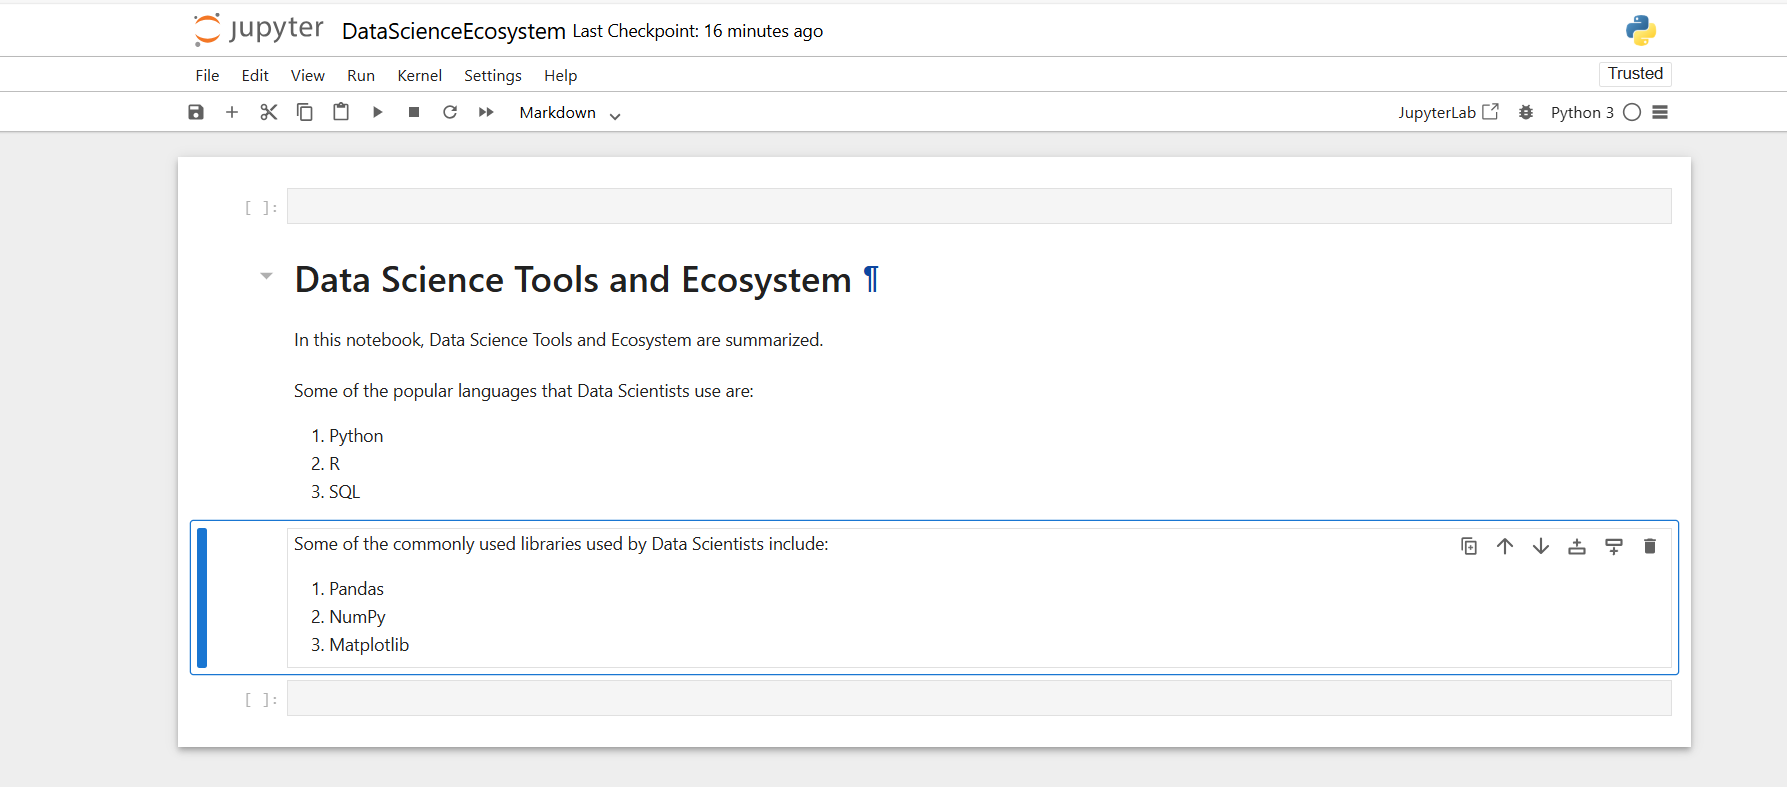 jupyter DataScienceEcosystem Last Checkpoint: 16 minutes ago
File Edit View Run Kernel Settings Help Trusted
Markdown JupyterLab Python 3
[ ]:
Data Science Tools and Ecosystem ¶
In this notebook, Data Science Tools and Ecosystem are summarized.
Some of the popular languages that Data Scientists use are:
1. Python
2. R
3. SQL
Some of the commonly used libraries used by Data Scientists include:
1. Pandas
2. NumPy
3. Matplotlib
[ ]: